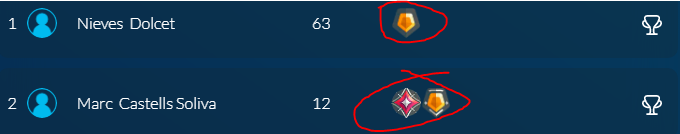 1 Nieves Dolcet 63
2 Marc Castells Soliva 12